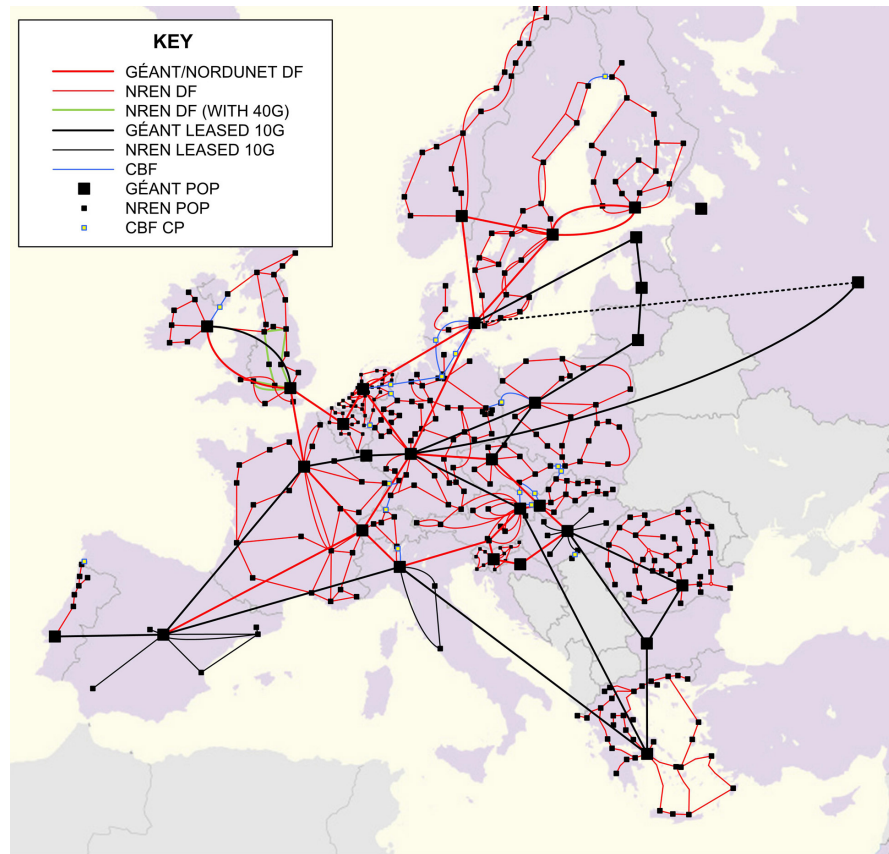 KEY
GÉANT/NORDUNET DF
NREN DF
NREN DF (WITH 40G)
GÉANT LEASED 10G
NREN LEASED 10G
CBF
GÉANT POP
NREN POP
CBF CP